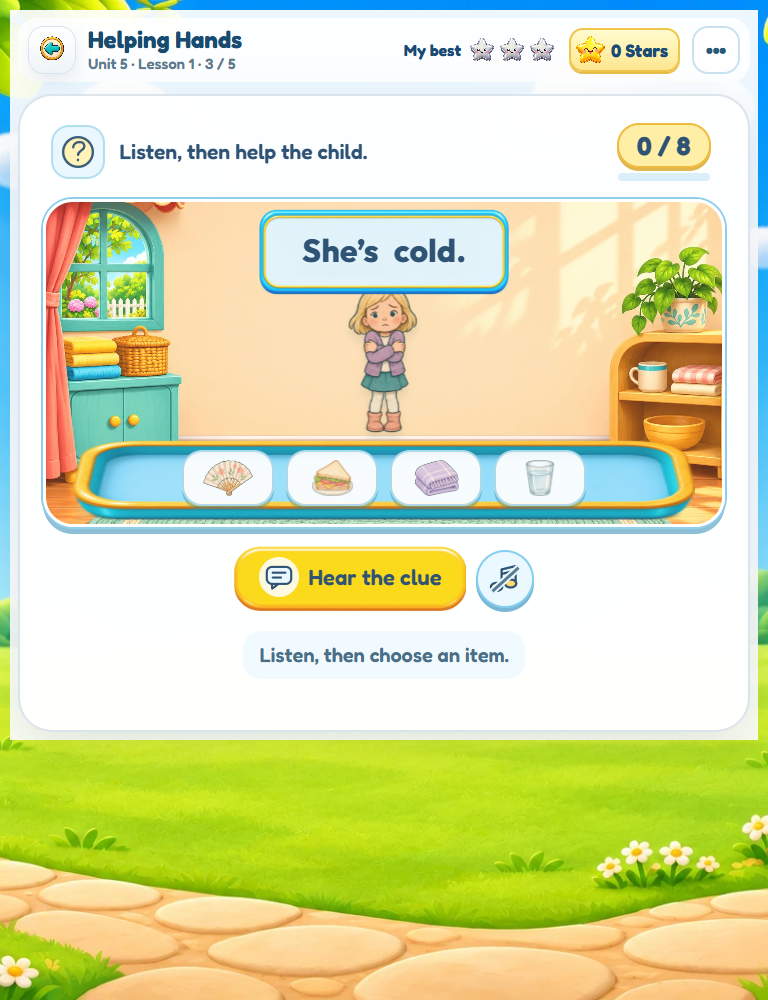 Helping Hands
Unit 5 · Lesson 1 · 3 / 5
My best
0 Stars
Listen, then help the child.
0 / 8
She's cold.
Hear the clue
Listen, then choose an item.